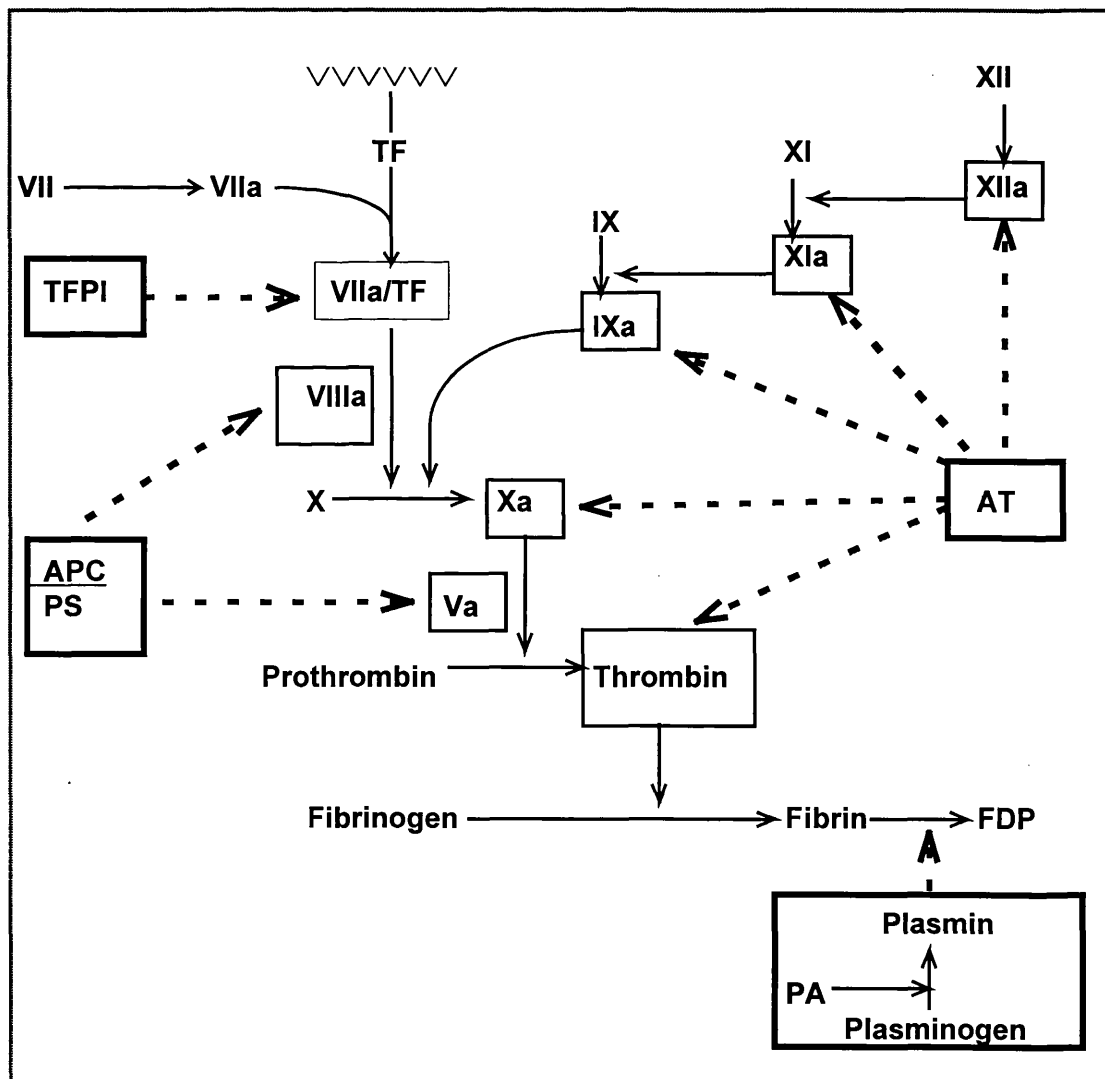 XII
TF
XI
VII
VIIa
XIIa
IX
XIa
TFPI
VIIa/TF
IXa
VIIIa
X
Xa
AT
APC
PS
Va
Prothrombin
Thrombin
Fibrinogen
Fibrin
FDP
Plasmin
PA
Plasminogen